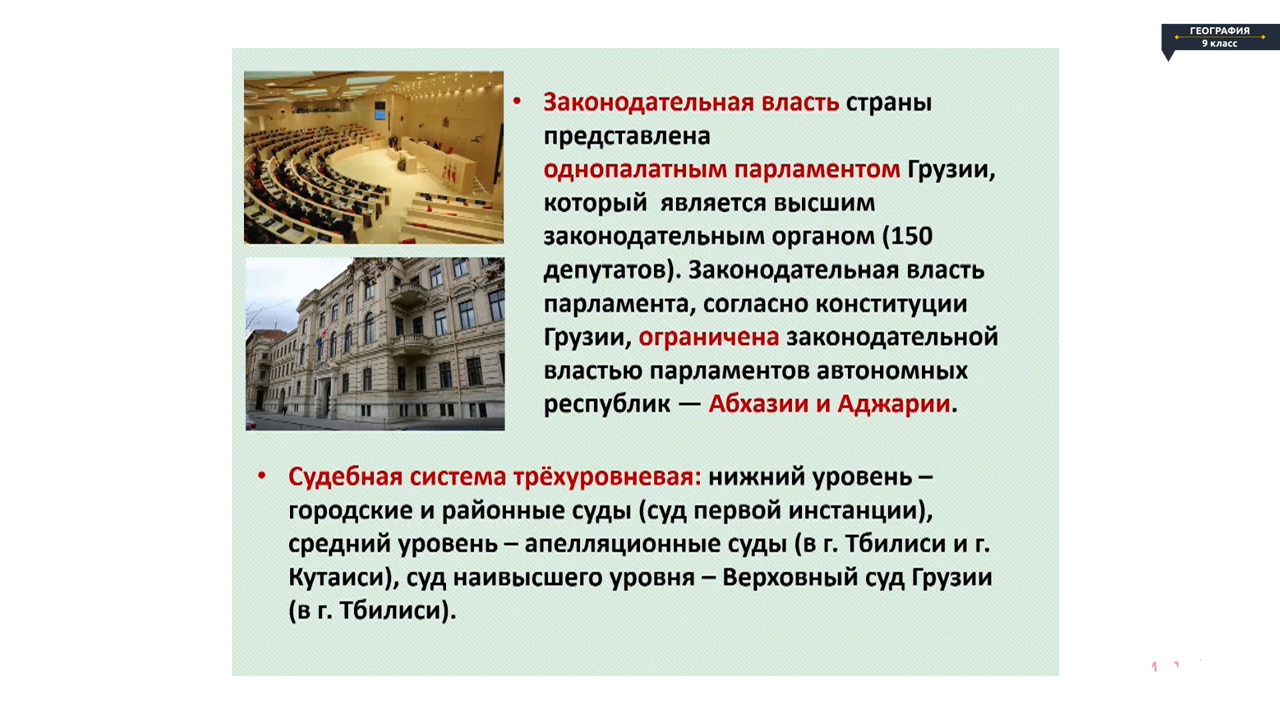 ГЕОГРАФИЯ
9 класс
• Законодательная власть страны
представлена
однопалатным парламентом Грузии,
который является высшим
законодательным органом (150
депутатов). Законодательная власть
парламента, согласно конституции
Грузии, ограничена законодательной
властью парламентов автономных
республик — Абхазии и Аджарии.
• Судебная система трёхуровневая: нижний уровень –
городские и районные суды (суд первой инстанции),
средний уровень – апелляционные суды (в г. Тбилиси и г.
Кутаиси), суд наивысшего уровня – Верховный суд Грузии
(в г. Тбилиси).